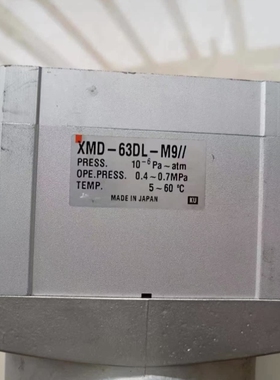 XMD-63DL-M9//
PRESS. 10⁻⁶Pa~atm
OPE.PRESS. 0.4~0.7MPa
TEMP. 5~60℃
MADE IN JAPAN KU